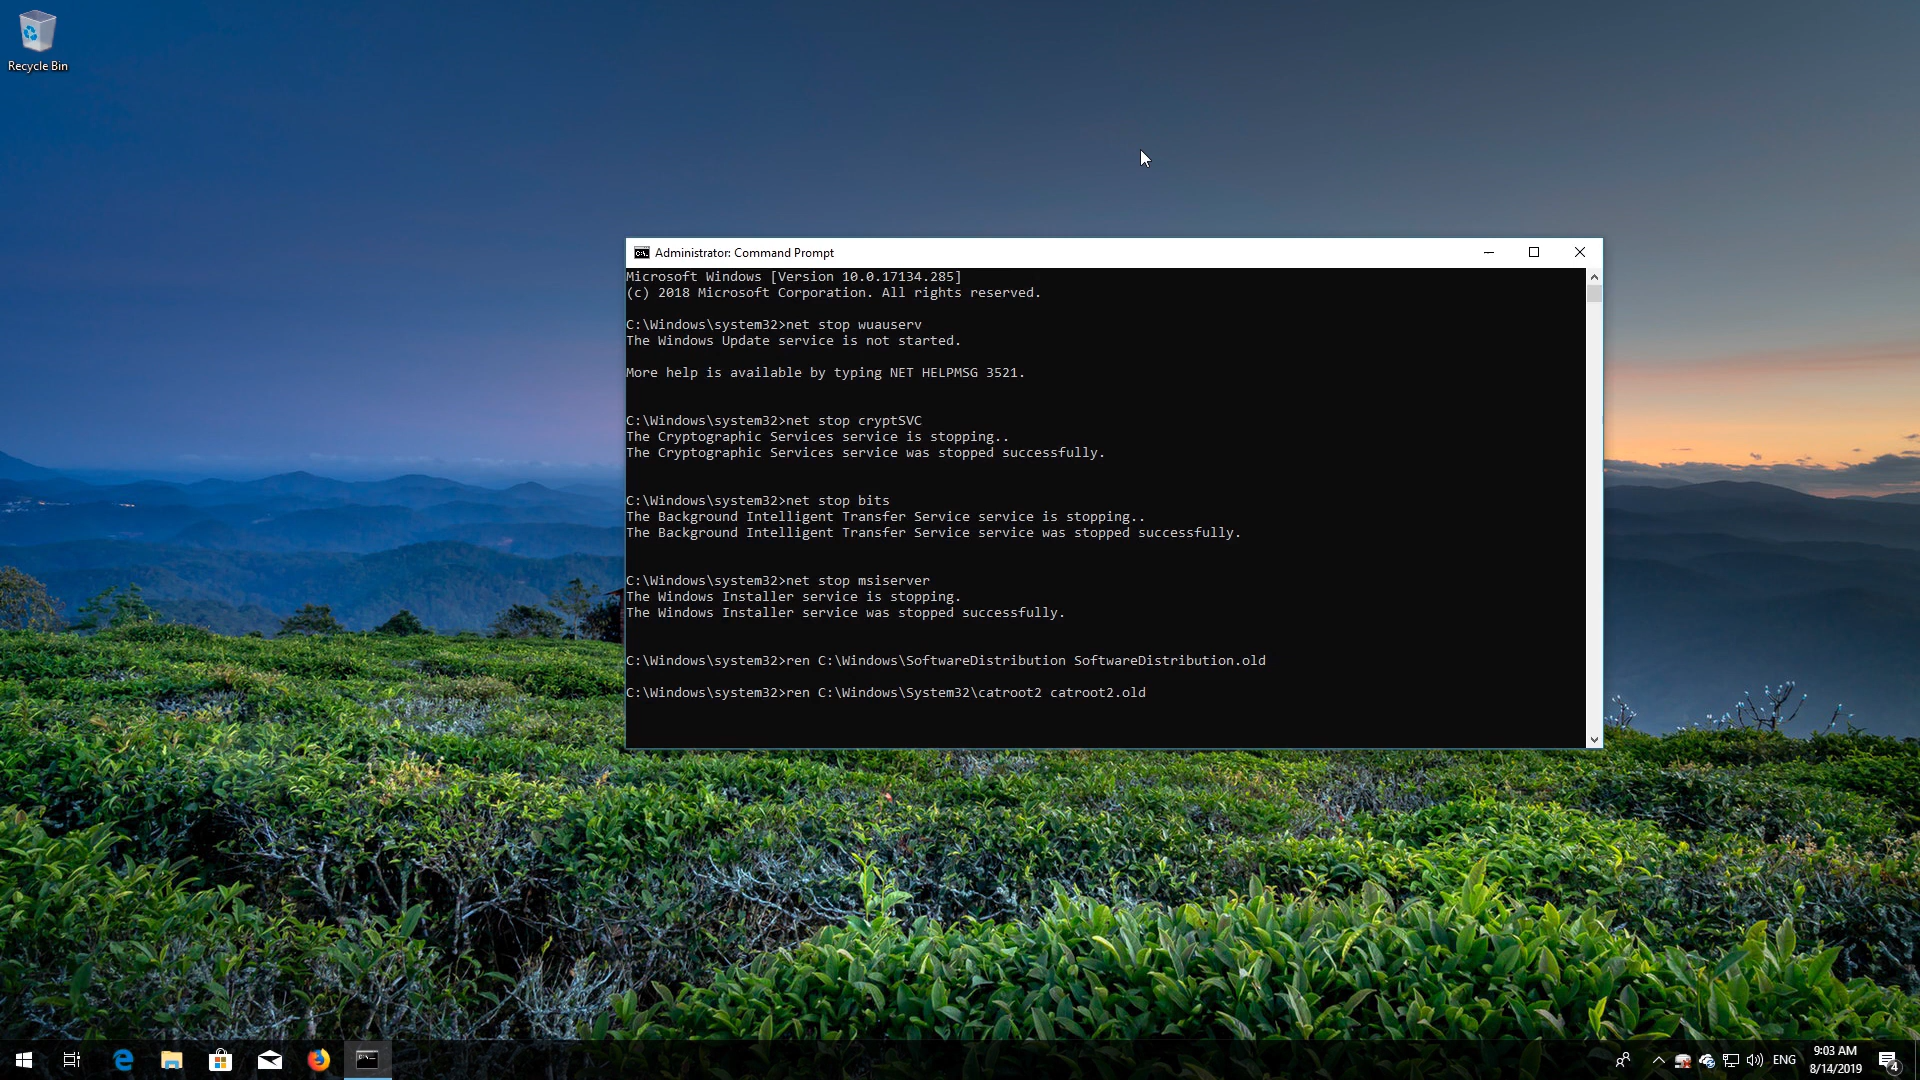 Recycle Bin
Administrator: Command Prompt
Microsoft Windows [Version 10.0.17134.285]
(c) 2018 Microsoft Corporation. All rights reserved.
C:\Windows\system32>net stop wuauserv
The Windows Update service is not started.
More help is available by typing NET HELPMSG 3521.
C:\Windows\system32>net stop cryptSVC
The Cryptographic Services service is stopping..
The Cryptographic Services service was stopped successfully.
C:\Windows\system32>net stop bits
The Background Intelligent Transfer Service service is stopping..
The Background Intelligent Transfer Service service was stopped successfully.
C:\Windows\system32>net stop msiserver
The Windows Installer service is stopping.
The Windows Installer service was stopped successfully.
C:\Windows\system32>ren C:\Windows\SoftwareDistribution SoftwareDistribution.old
C:\Windows\system32>ren C:\Windows\System32\catroot2 catroot2.old
ENG
9:03 AM
8/14/2019
4